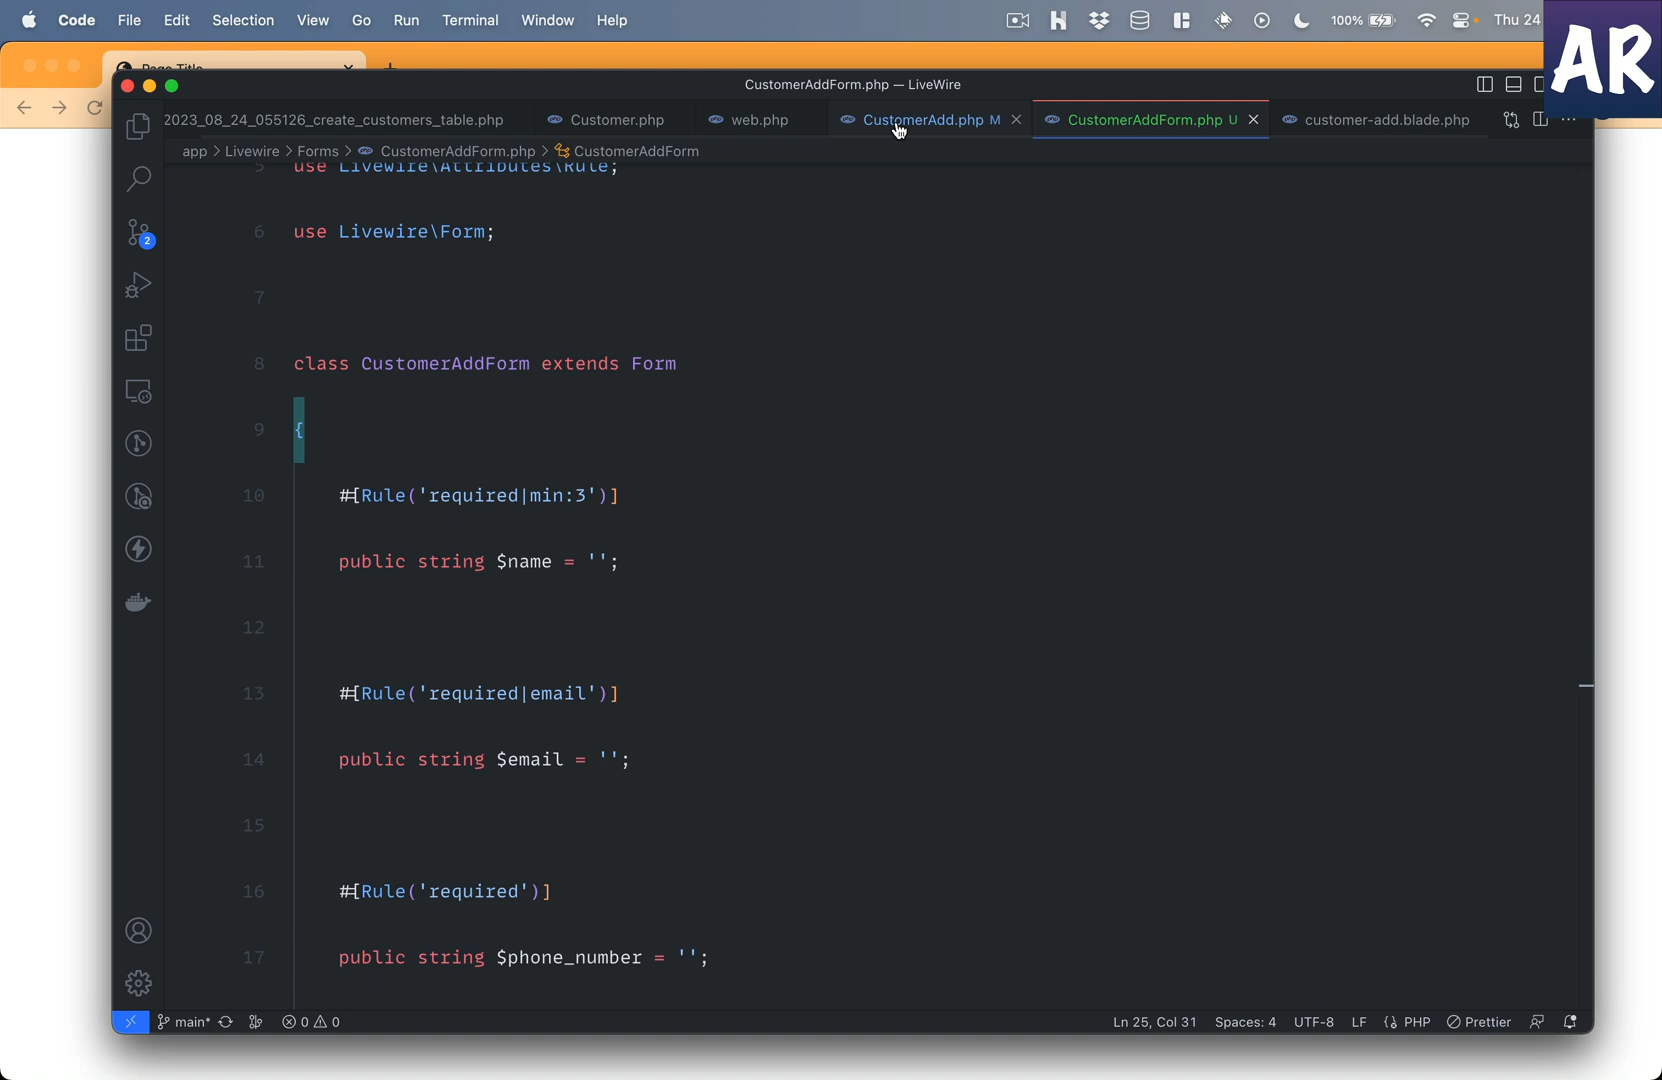 Code File Edit Selection View Go Run Terminal Window Help 100% Thu 24
AR
Page Title
CustomerAddForm.php — LiveWire
2023_08_24_055126_create_customers_table.php Customer.php web.php CustomerAdd.php M CustomerAddForm.php U customer-add.blade.php
app > Livewire > Forms > CustomerAddForm.php > CustomerAddForm
5 use Livewire\Attributes\Rule;
6 use Livewire\Form;
7
8 class CustomerAddForm extends Form
9 {
10 #[Rule('required|min:3')]
11 public string $name = '';
12
13 #[Rule('required|email')]
14 public string $email = '';
15
16 #[Rule('required')]
17 public string $phone_number = '';
2
main* 0 0 Ln 25, Col 31 Spaces: 4 UTF-8 LF PHP Prettier